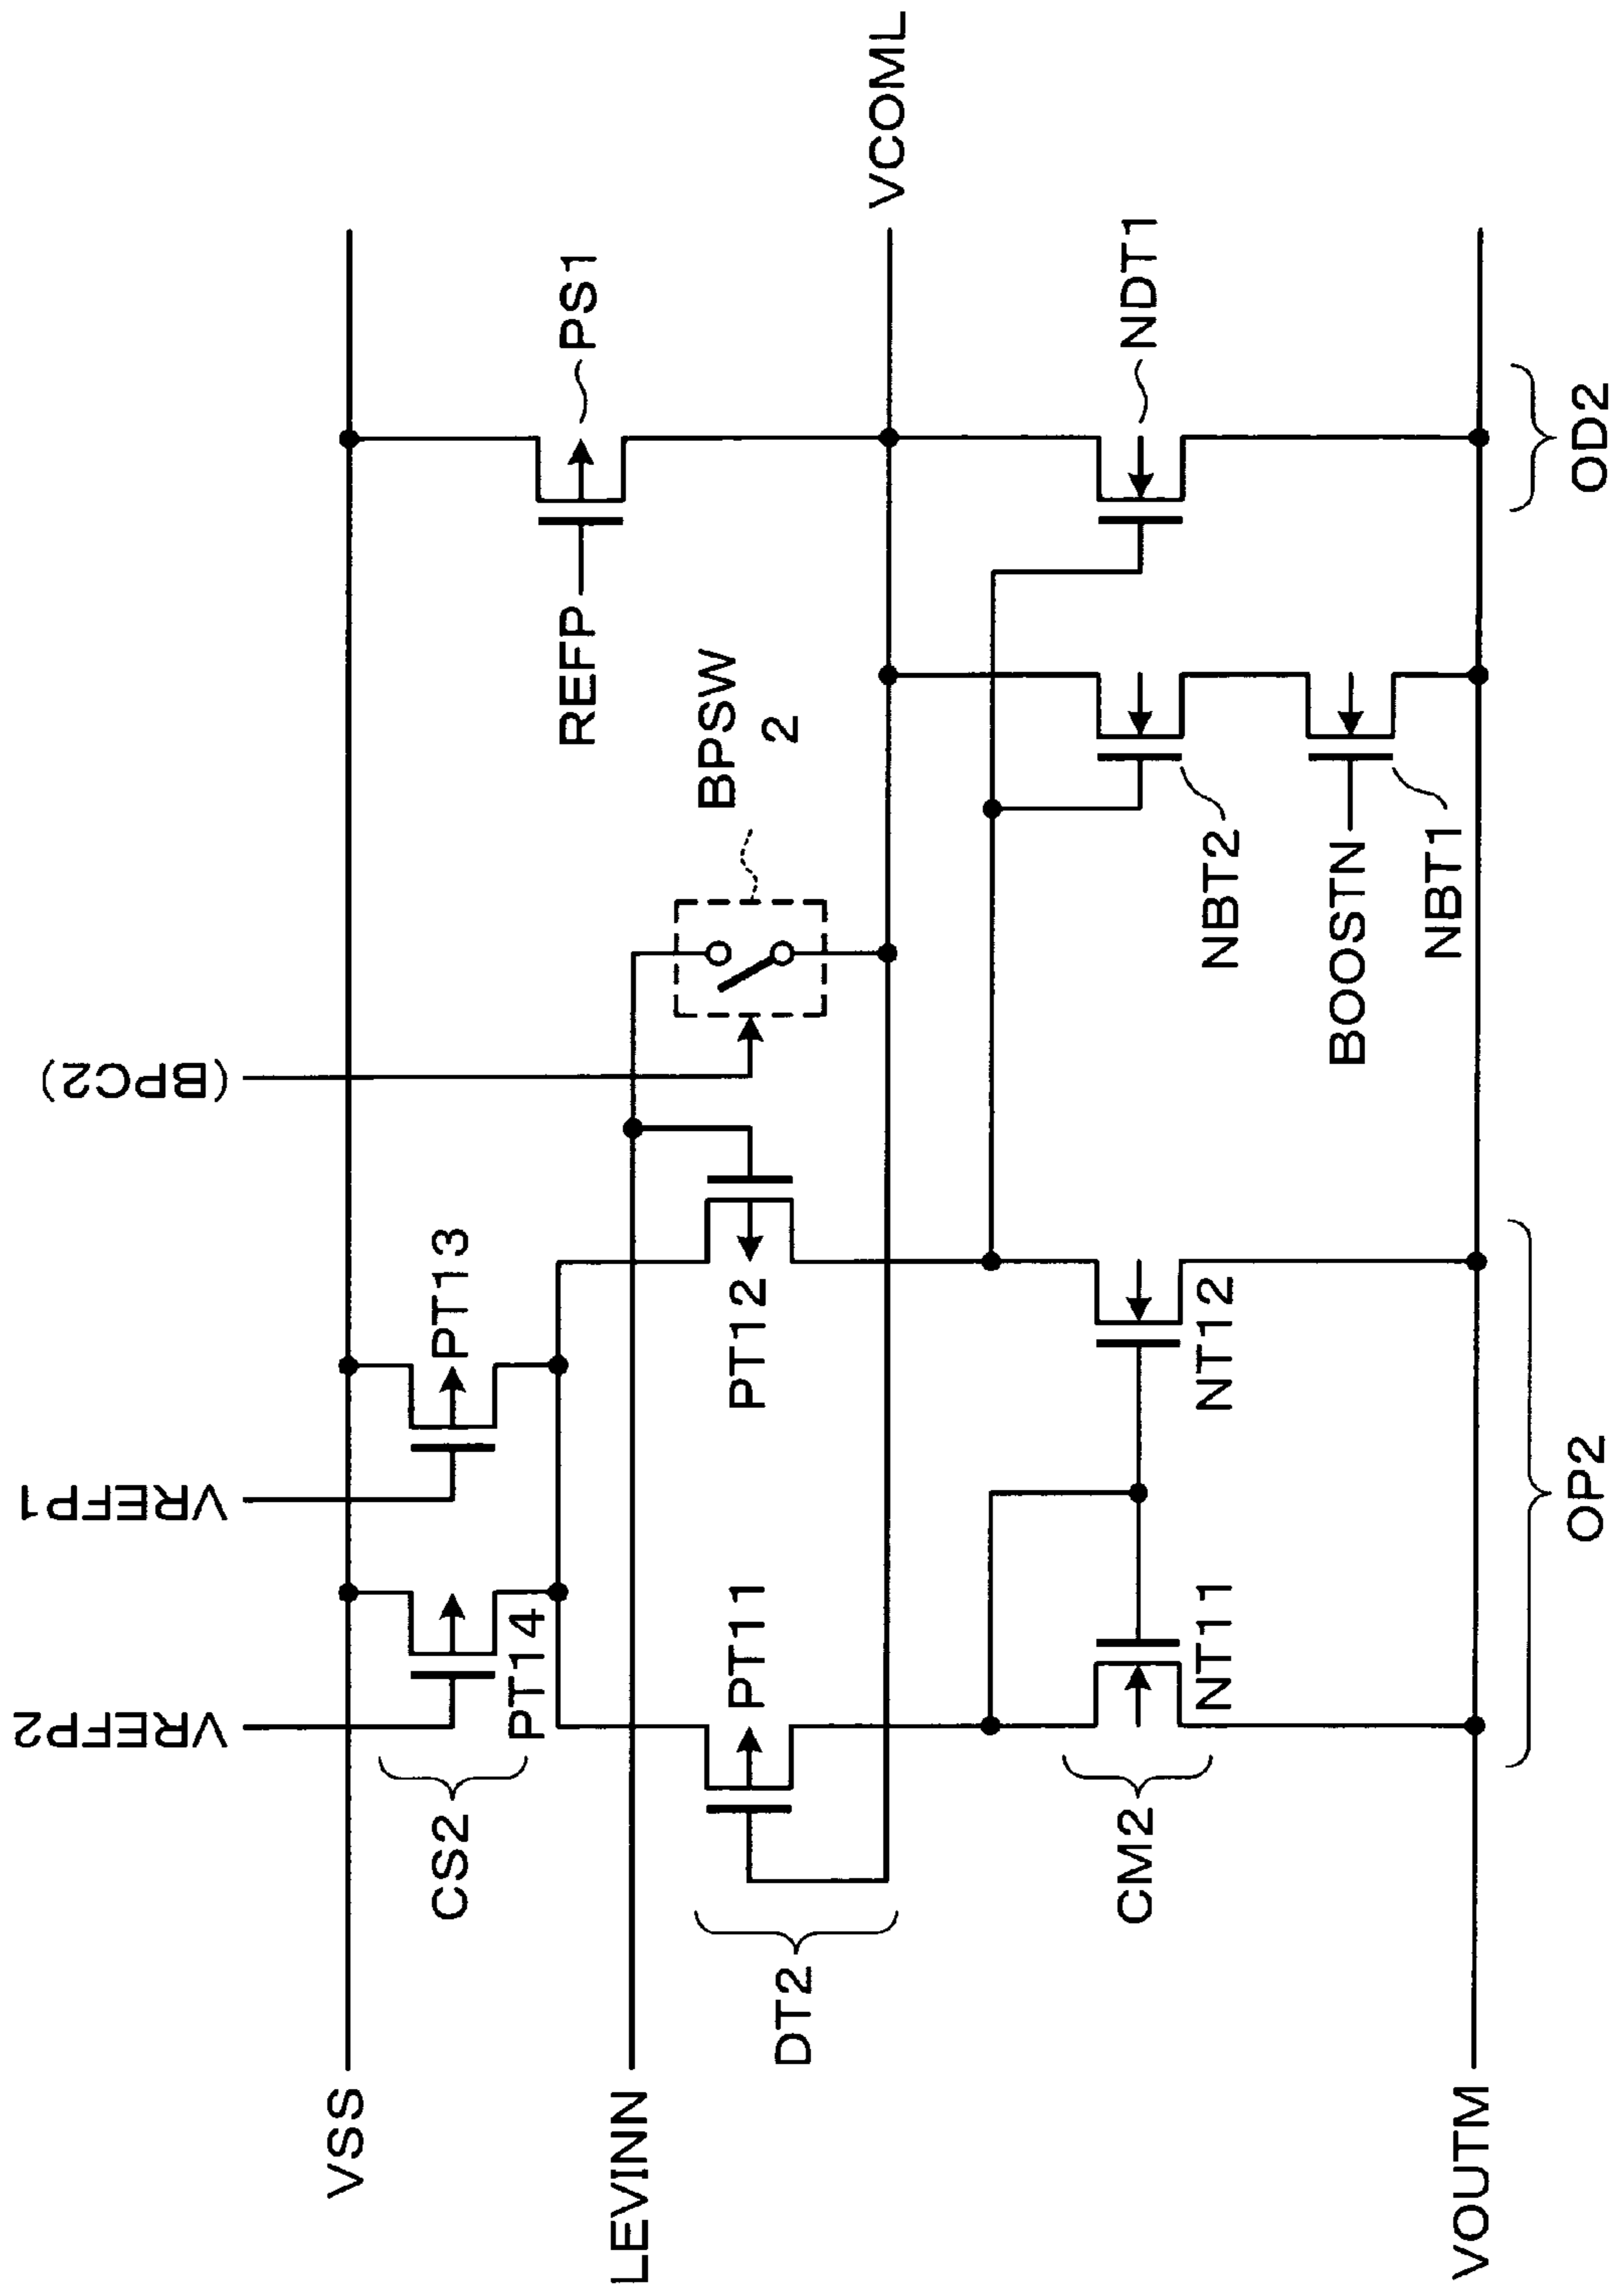 VREFP2
VREFP1
(BPC2)
VSS
CS2
PT14
PT13
REFP
PS1
LEVINN
DT2
PT11
PT12
BPSW
2
VCOML
CM2
NT11
NT12
NBT2
BOOSTN
NBT1
NDT1
VOUTM
OP2
OD2